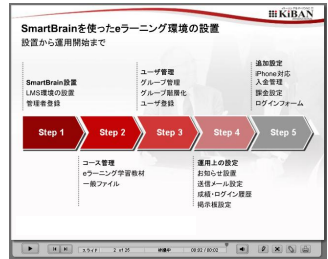 KiBAN
SmartBrainを使ったeラーニング環境の設置
設置から運用開始まで
SmartBrain設置
LMS環境の設置
管理者登録
ユーザ管理
グループ管理
グループ階層化
ユーザ登録
追加設定
iPhone対応
入金管理
課金設定
ログインフォーム
Step 1
Step 2
Step 3
Step 4
Step 5
コース管理
eラーニング学習教材
一般ファイル
運用上の設定
お知らせ設置
送信メール設定
成績・ログイン履歴
掲示板設定
スライド 2 of 25